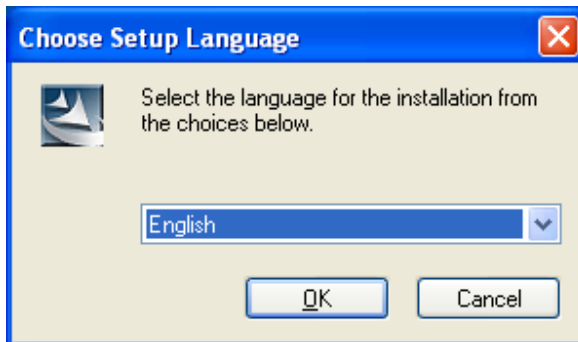 Choose Setup Language
Select the language for the installation from
the choices below.
English
OK
Cancel